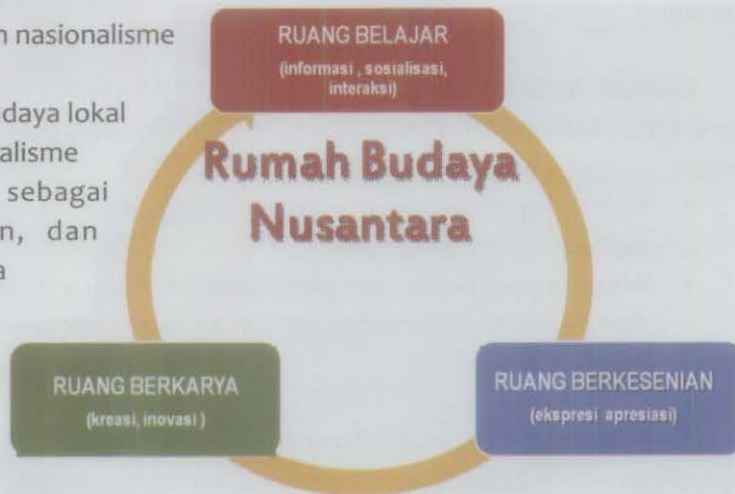 nasionalisme
daya lokal
alisme
sebagai
n, dan
a
RUANG BELAJAR
(informasi , sosialisasi,
interaksi)
Rumah Budaya
Nusantara
RUANG BERKARYA
(kreasi, inovasi )
RUANG BERKESENIAN
(ekspresi apresiasi)